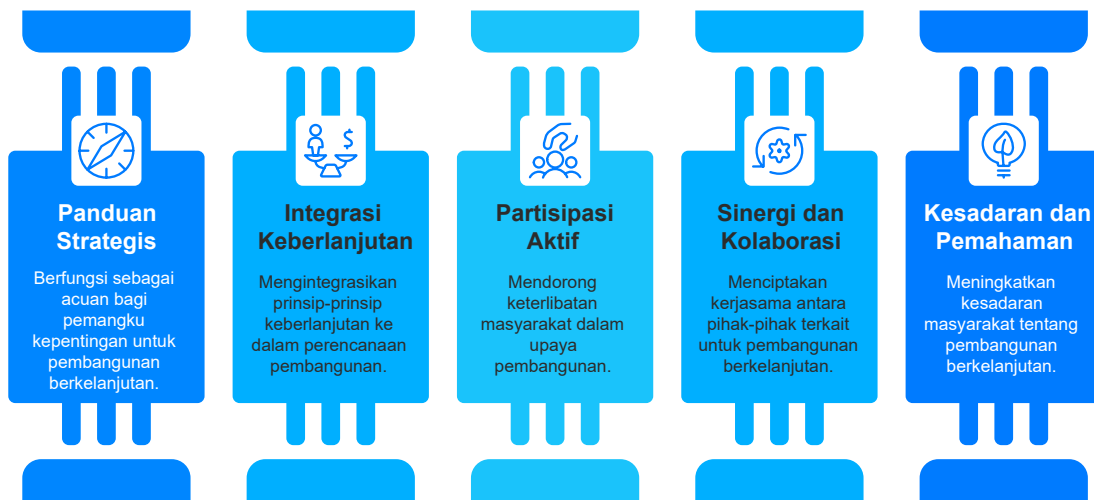 Panduan
Strategis
Berfungsi sebagai
acuan bagi
pemangku
kepentingan untuk
pembangunan
berkelanjutan.
Integrasi
Keberlanjutan
Mengintegrasikan
prinsip-prinsip
keberlanjutan ke
dalam perencanaan
pembangunan.
$
Partisipasi
Aktif
Mendorong
keterlibatan
masyarakat dalam
upaya
pembangunan.
Sinergi dan
Kolaborasi
Menciptakan
kerjasama antara
pihak-pihak terkait
untuk pembangunan
berkelanjutan.
Kesadaran dan
Pemahaman
Meningkatkan
kesadaran
masyarakat tentang
pembangunan
berkelanjutan.